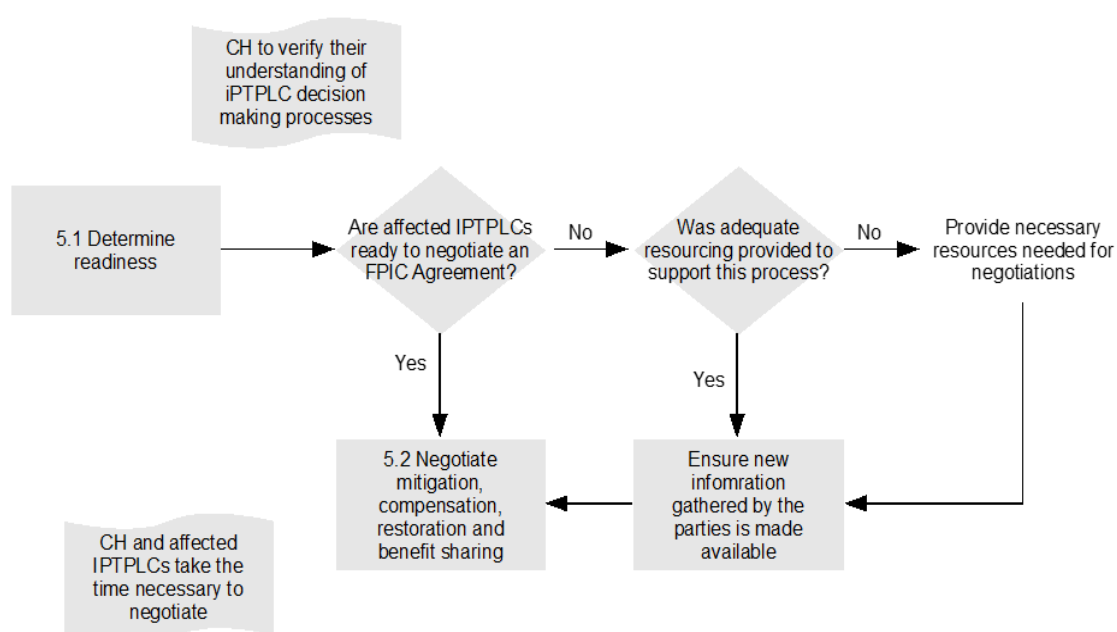 CH to verify their
understanding of
iPTPLC decision
making processes
5.1 Determine
readiness
Are affected IPTPLCs
ready to negotiate an
FPIC Agreement?
No
Was adequate
resourcing provided to
support this process?
No
Provide necessary
resources needed for
negotiations
Yes
Yes
5.2 Negotiate
mitigation,
compensation,
restoration and
benefit sharing
Ensure new
infomration
gathered by the
parties is made
available
CH and affected
IPTPLCs take the
time necessary to
negotiate